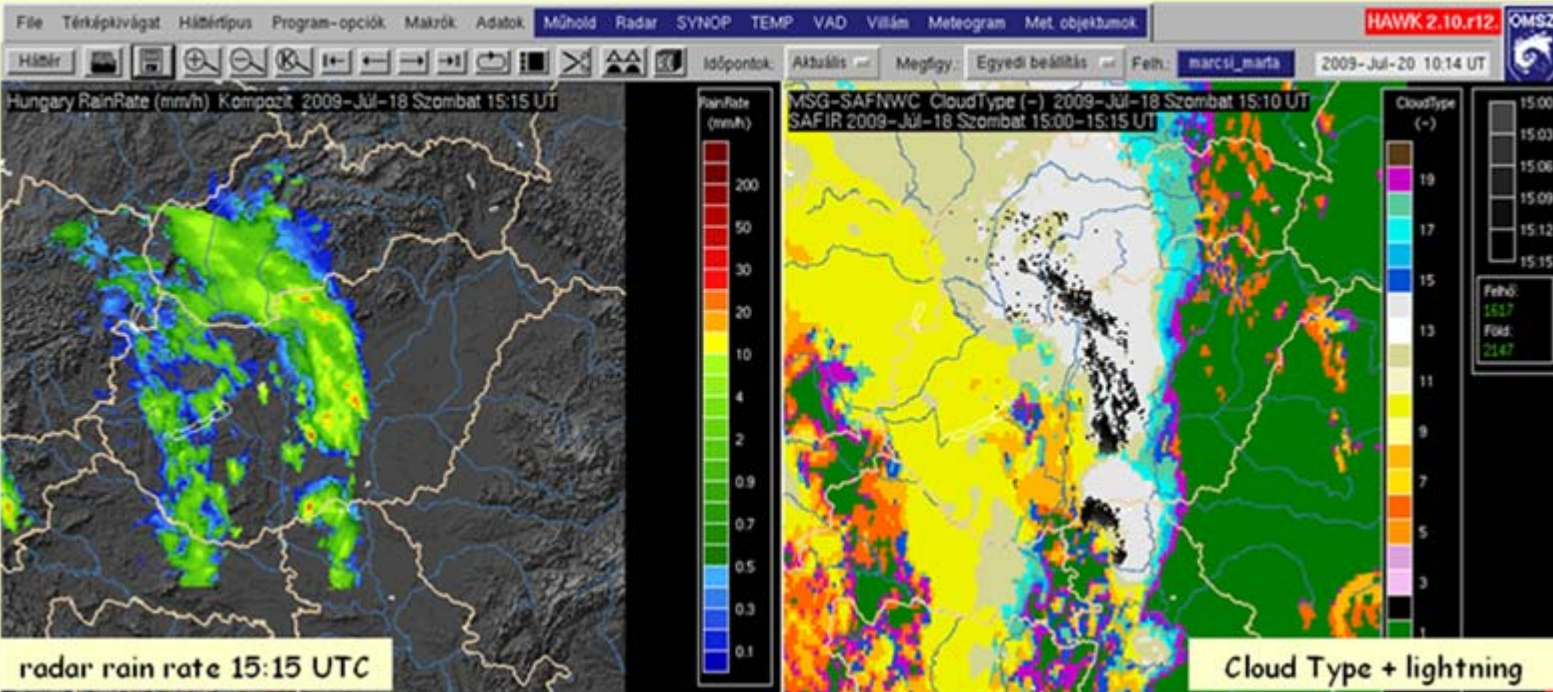 File Térképkivágat Háttértípus Program-opciók Makrók Adatok Műhold Radar SYNOP TEMP VAD Villám Meteogram Met. objektumok HAWK 2.10.r12. OMSZ
Háttér Időpontok: Aktuális Megfigy.: Egyedi beállítás Felh.: marcsi_marta 2009-Jul-20 10:14 UT
Hungary RainRate (mm/h) Kompozit 2009-Júl-18 Szombat 15:15 UT
RainRate
(mm/h)
200
50
30
20
10
4
2
0.9
0.7
0.5
0.3
0.1
radar rain rate 15:15 UTC
MSG-SAFNWC CloudType (-) 2009-Júl-18 Szombat 15:10 UT
SAFIR 2009-Júl-18 Szombat 15:00-15:15 UT
CloudType
(-)
19
17
15
13
11
9
7
5
3
1
15:00
15:03
15:06
15:09
15:12
15:15
Felhő:
1617
Föld:
2147
Cloud Type + lightning